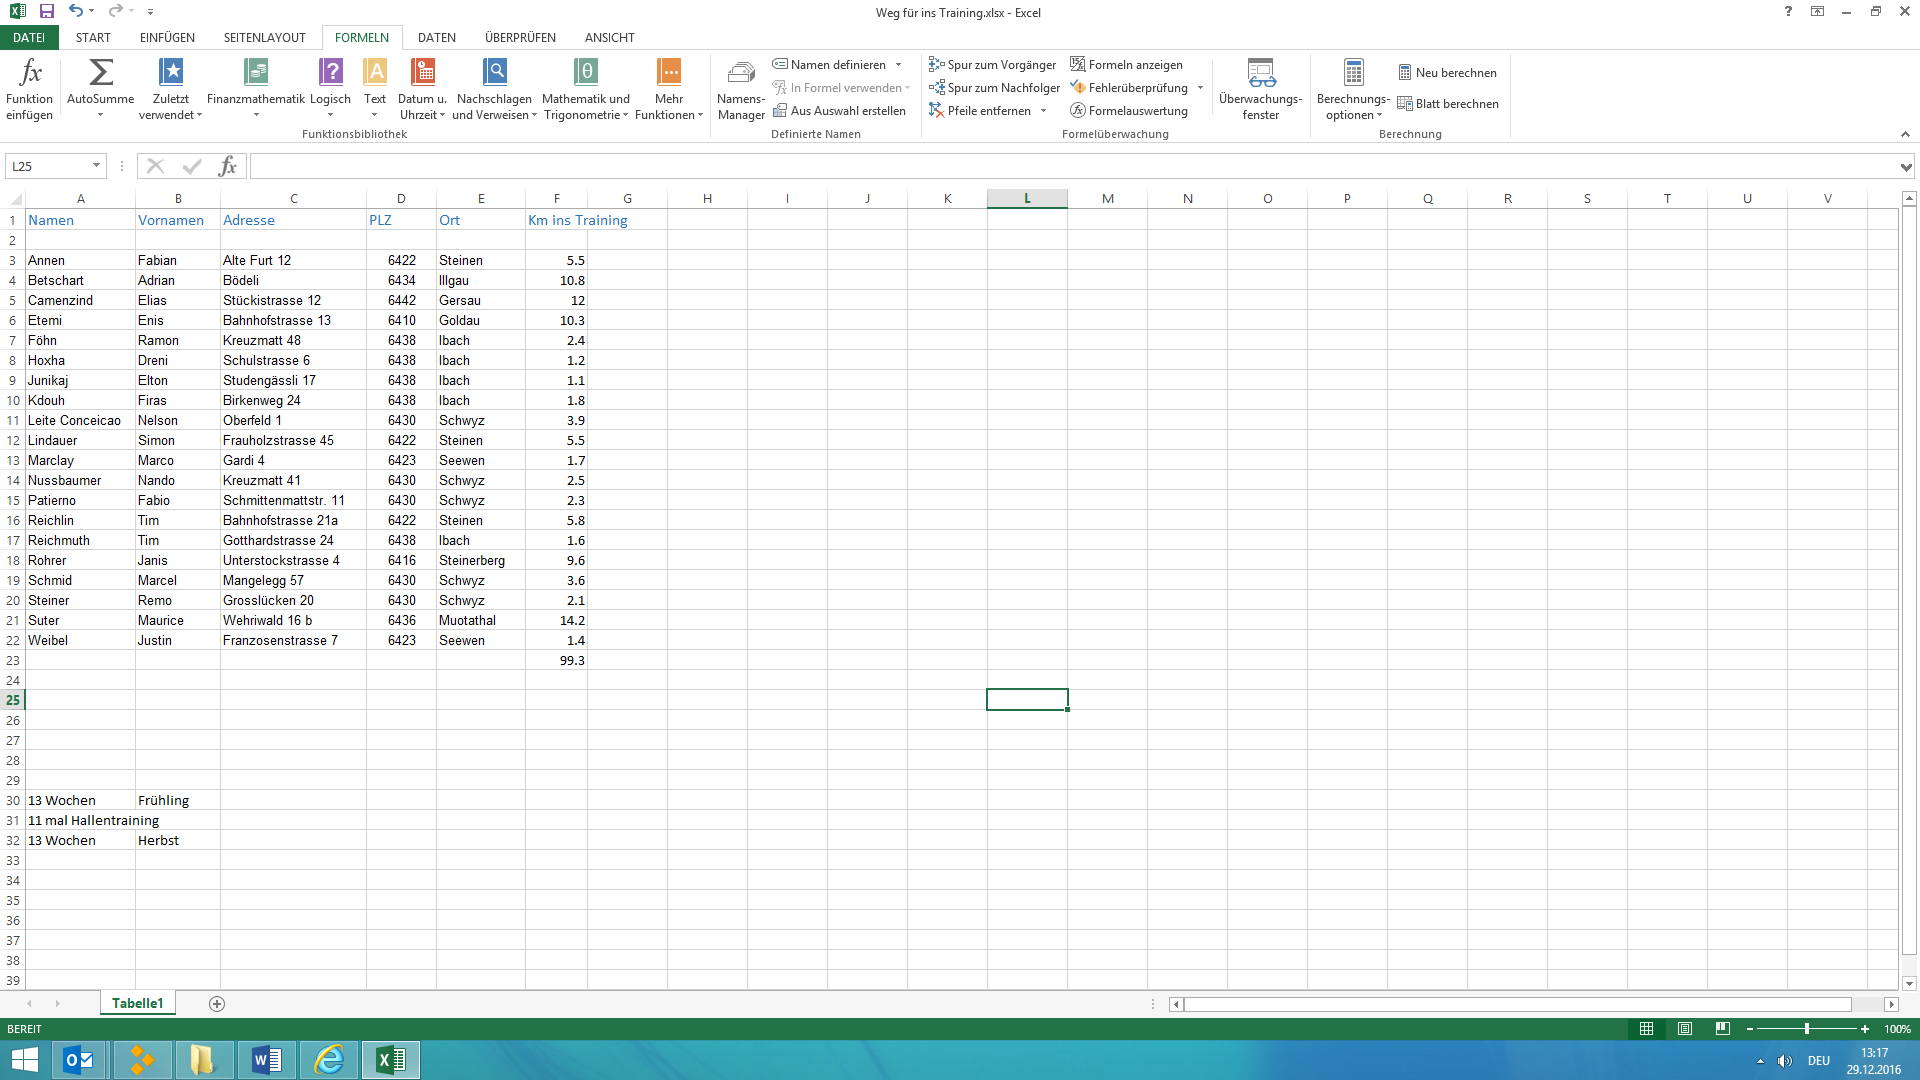 Weg für ins Training.xlsx - Excel
DATEI START EINFÜGEN SEITENLAYOUT FORMELN DATEN ÜBERPRÜFEN ANSICHT
Funktion einfügen
AutoSumme
Zuletzt verwendet
Finanzmathematik
Logisch
Text
Datum u. Uhrzeit
Nachschlagen und Verweisen
Mathematik und Trigonometrie
Mehr Funktionen
Funktionsbibliothek
Namens-Manager
Namen definieren
In Formel verwenden
Aus Auswahl erstellen
Definierte Namen
Spur zum Vorgänger
Spur zum Nachfolger
Pfeile entfernen
Formeln anzeigen
Fehlerüberprüfung
Formelauswertung
Formelüberwachung
Überwachungs-fenster
Berechnungs-optionen
Neu berechnen
Blatt berechnen
Berechnung
L25
A B C D E F G H I J K L M N O P Q R S T U V
1 Namen Vornamen Adresse PLZ Ort Km ins Training
2
3 Annen Fabian Alte Furt 12 6422 Steinen 5.5
4 Betschart Adrian Bödeli 6434 Illgau 10.8
5 Camenzind Elias Stückistrasse 12 6442 Gersau 12
6 Etemi Enis Bahnhofstrasse 13 6410 Goldau 10.3
7 Föhn Ramon Kreuzmatt 48 6438 Ibach 2.4
8 Hoxha Dreni Schulstrasse 6 6438 Ibach 1.2
9 Junikaj Elton Studengässli 17 6438 Ibach 1.1
10 Kdouh Firas Birkenweg 24 6438 Ibach 1.8
11 Leite Conceicao Nelson Oberfeld 1 6430 Schwyz 3.9
12 Lindauer Simon Frauholzstrasse 45 6422 Steinen 5.5
13 Marclay Marco Gardi 4 6423 Seewen 1.7
14 Nussbaumer Nando Kreuzmatt 41 6430 Schwyz 2.5
15 Patierno Fabio Schmittenmattstr. 11 6430 Schwyz 2.3
16 Reichlin Tim Bahnhofstrasse 21a 6422 Steinen 5.8
17 Reichmuth Tim Gotthardstrasse 24 6438 Ibach 1.6
18 Rohrer Janis Unterstockstrasse 4 6416 Steinerberg 9.6
19 Schmid Marcel Mangelegg 57 6430 Schwyz 3.6
20 Steiner Remo Grosslücken 20 6430 Schwyz 2.1
21 Suter Maurice Wehriwald 16 b 6436 Muotathal 14.2
22 Weibel Justin Franzosenstrasse 7 6423 Seewen 1.4
23 99.3
24
25
26
27
28
29
30 13 Wochen Frühling
31 11 mal Hallentraining
32 13 Wochen Herbst
33
34
35
36
37
38
39
Tabelle1
BEREIT 100%
DEU 13:17
29.12.2016